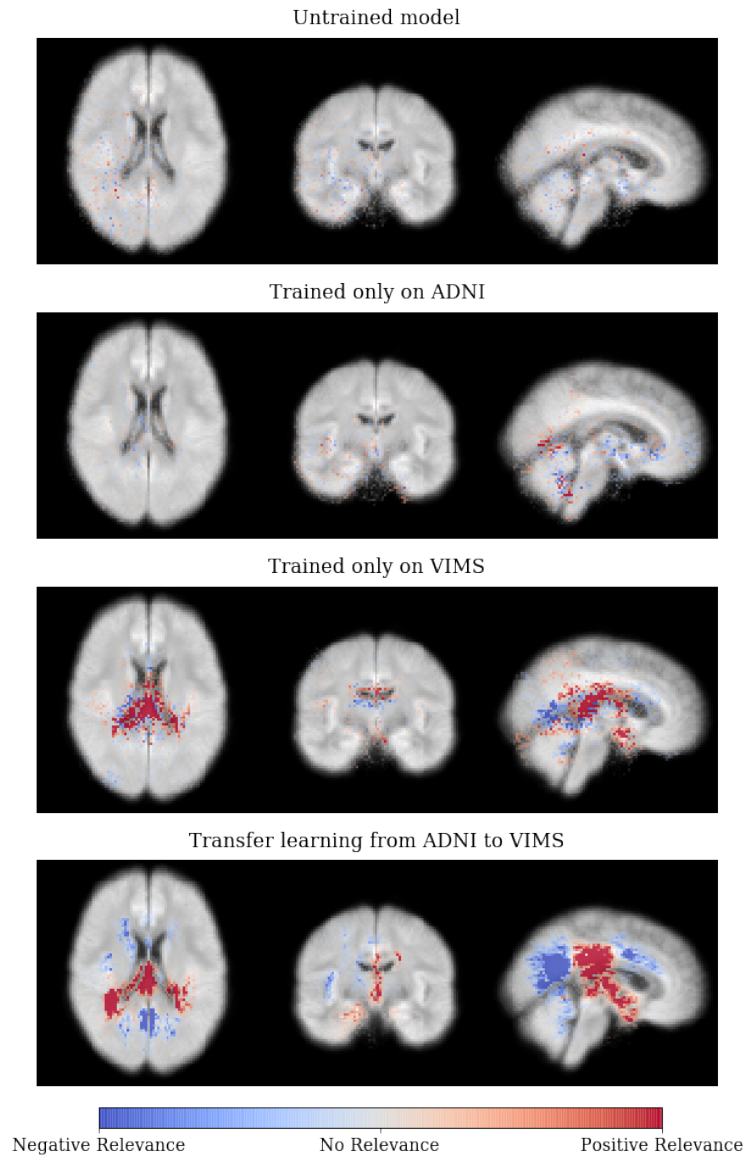 Untrained model
Trained only on ADNI
Trained only on VIMS
Transfer learning from ADNI to VIMS
Negative Relevance No Relevance Positive Relevance